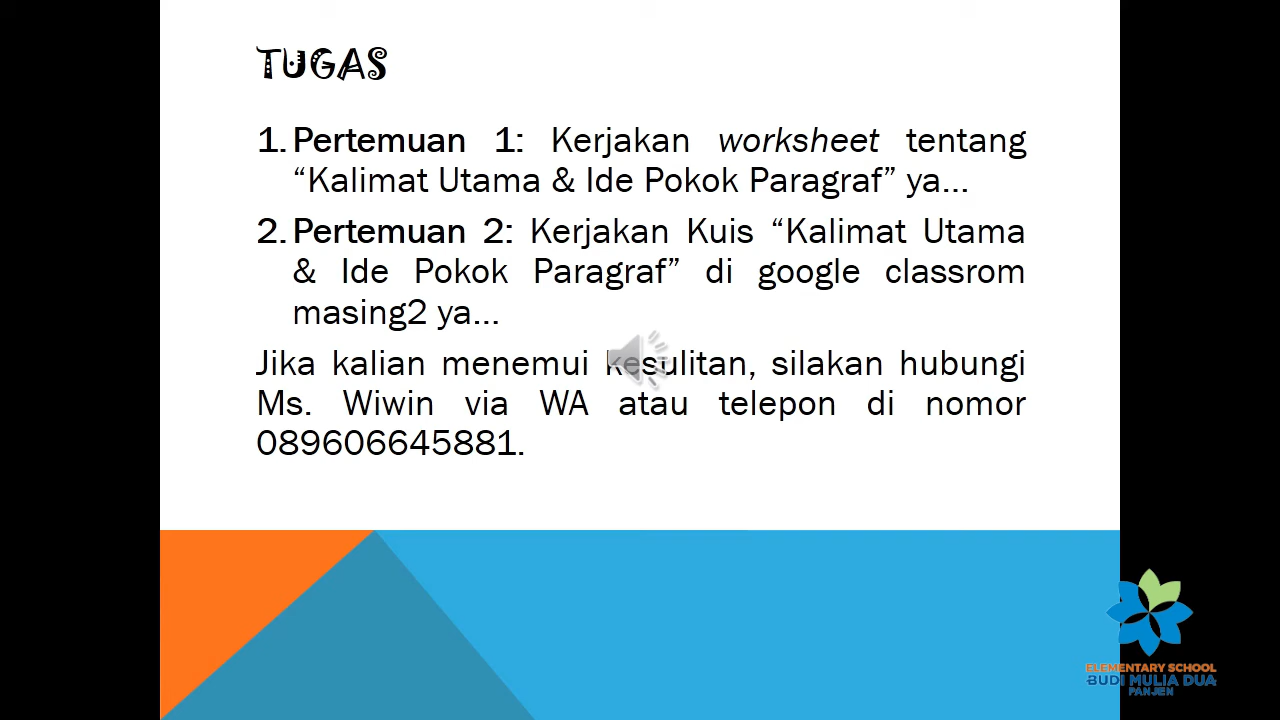 TUGAS
1. Pertemuan 1: Kerjakan worksheet tentang
“Kalimat Utama & Ide Pokok Paragraf” ya...
2. Pertemuan 2: Kerjakan Kuis “Kalimat Utama
& Ide Pokok Paragraf” di google classrom
masing2 ya...
Jika kalian menemui kesulitan, silakan hubungi
Ms. Wiwin via WA atau telepon di nomor
089606645881.
ELEMENTARY SCHOOL
BUDI MULIA DUA
PANJEN